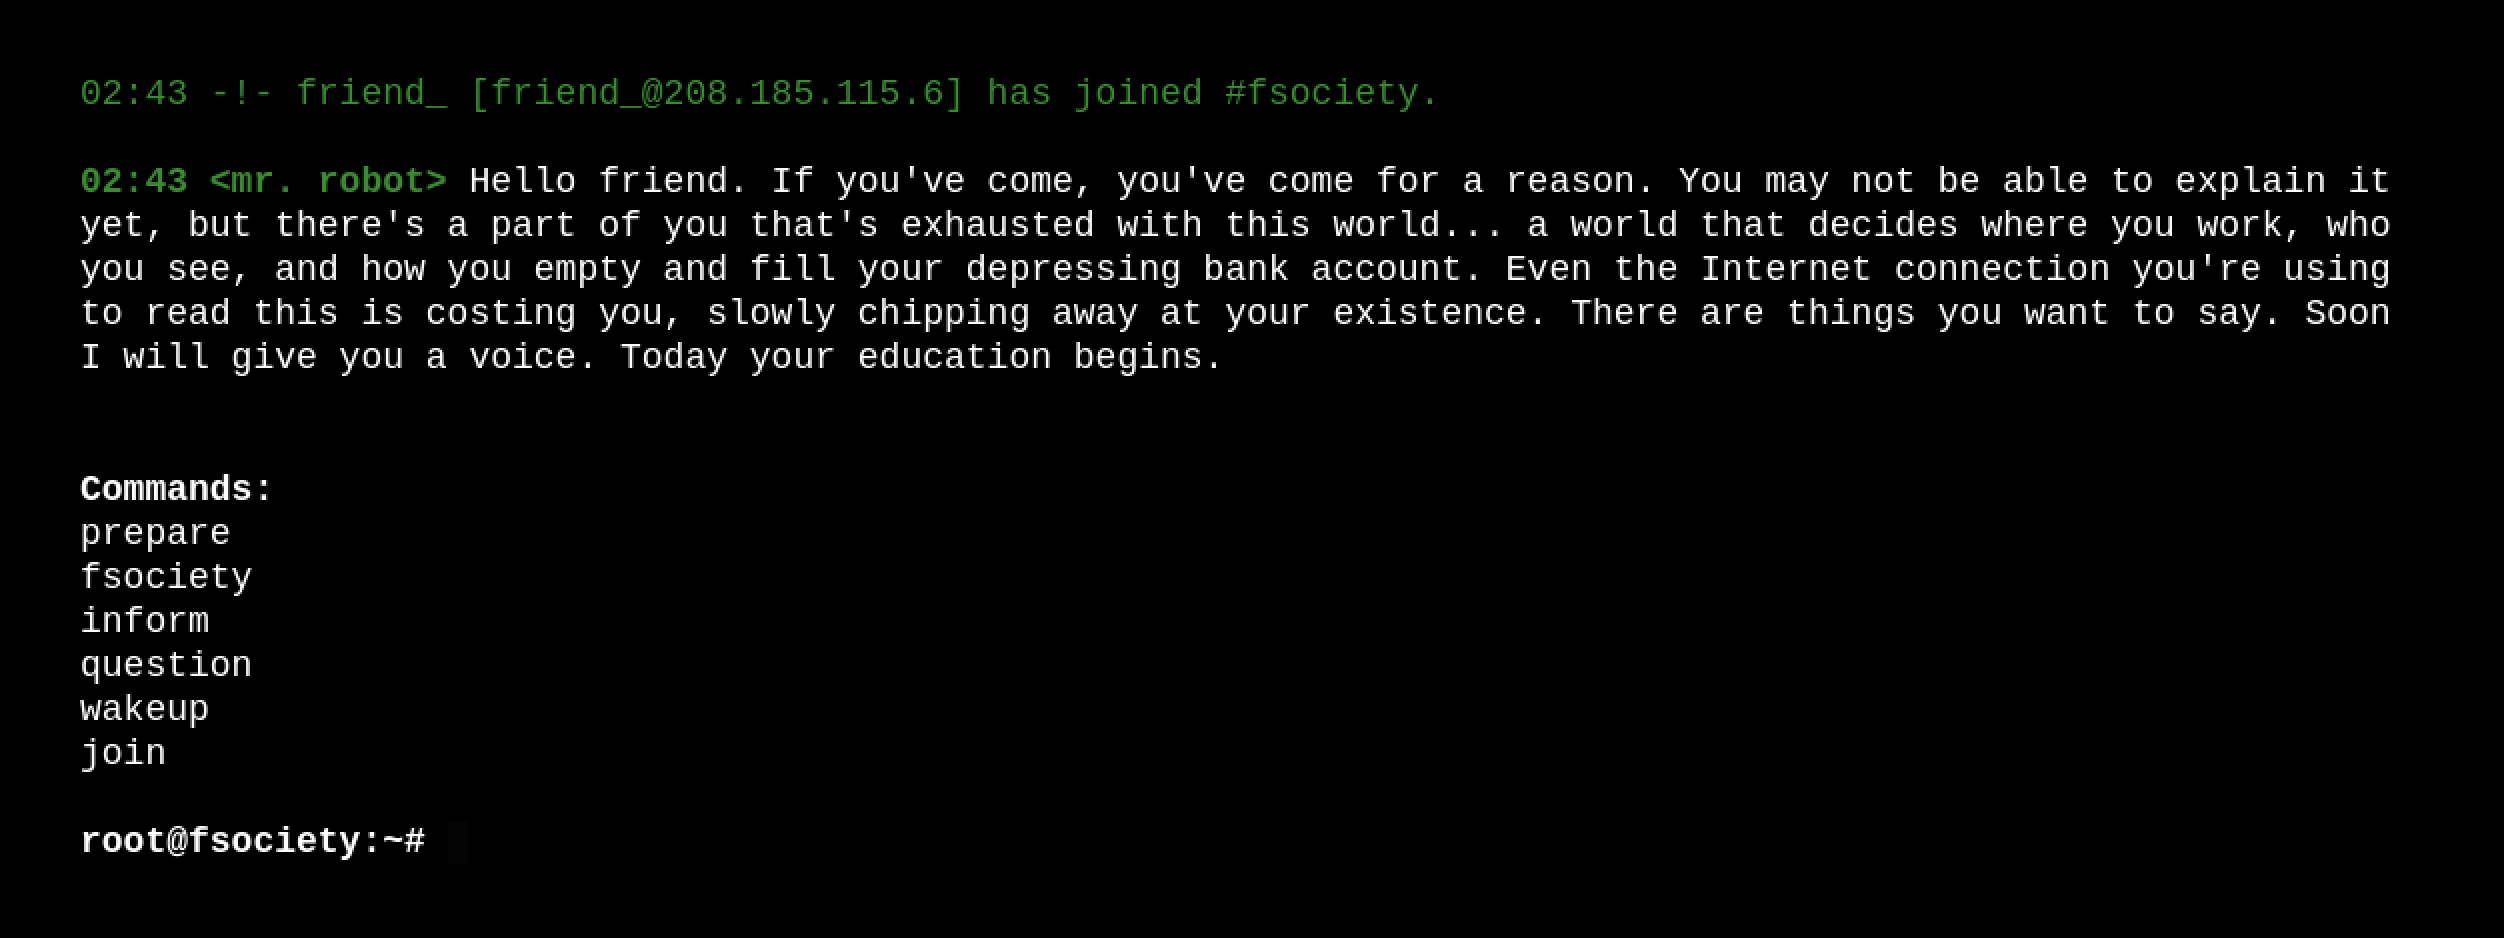 02:43 -!- friend_ [friend_@208.185.115.6] has joined #fsociety.
02:43 <mr. robot> Hello friend. If you've come, you've come for a reason. You may not be able to explain it
yet, but there's a part of you that's exhausted with this world... a world that decides where you work, who
you see, and how you empty and fill your depressing bank account. Even the Internet connection you're using
to read this is costing you, slowly chipping away at your existence. There are things you want to say. Soon
I will give you a voice. Today your education begins.
Commands:
prepare
fsociety
inform
question
wakeup
join
root@fsociety:~#